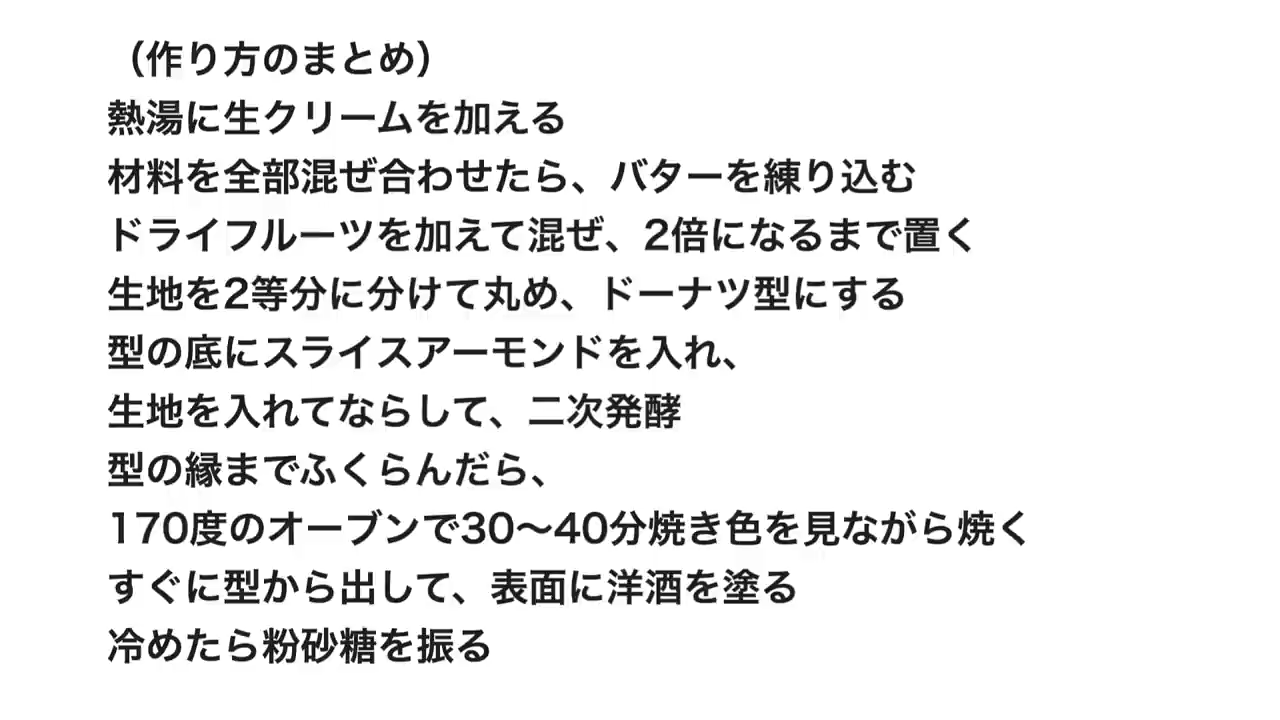 （作り方のまとめ）
熱湯に生クリームを加える
材料を全部混ぜ合わせたら、バターを練り込む
ドライフルーツを加えて混ぜ、2倍になるまで置く
生地を2等分に分けて丸め、ドーナツ型にする
型の底にスライスアーモンドを入れ、
生地を入れてならして、二次発酵
型の縁までふくらんだら、
170度のオーブンで30〜40分焼き色を見ながら焼く
すぐに型から出して、表面に洋酒を塗る
冷めたら粉砂糖を振る